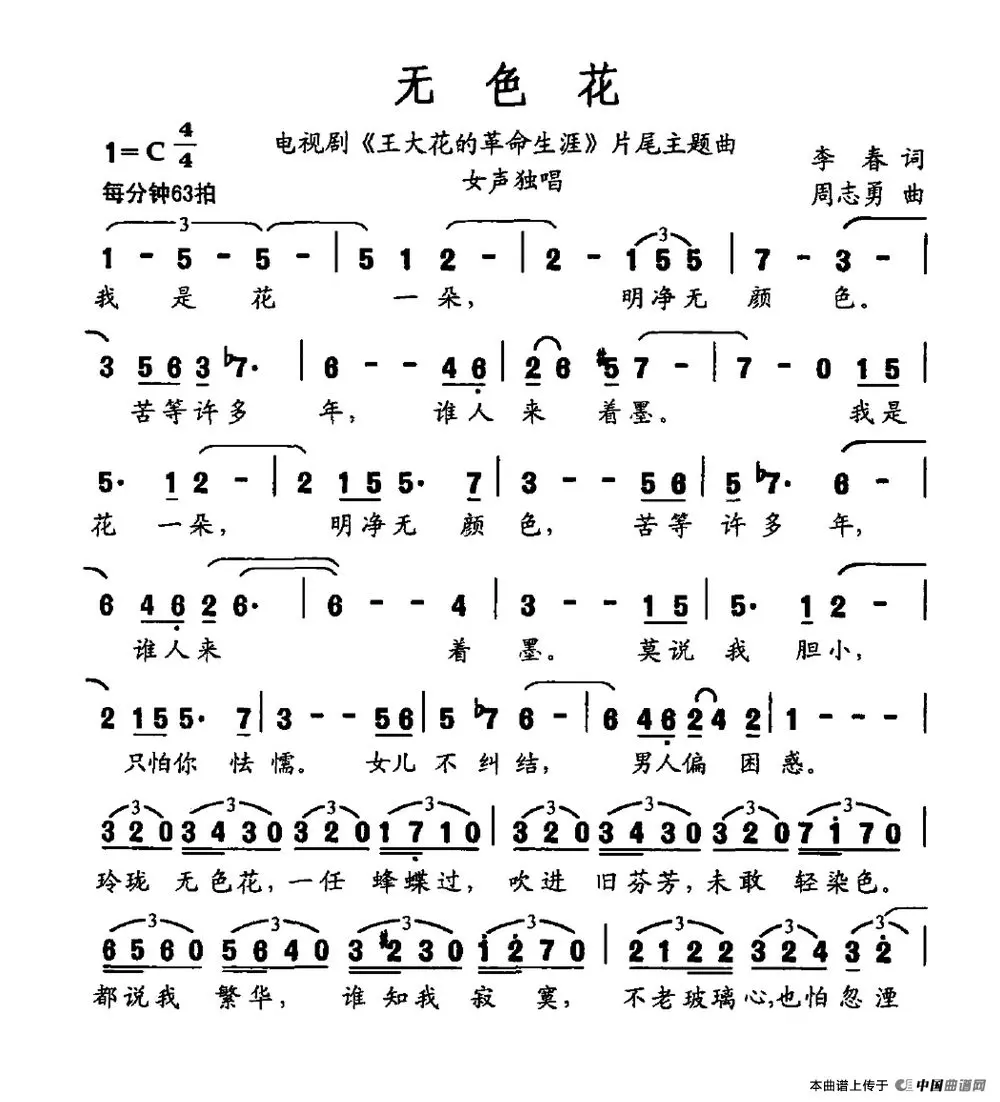 无色花
1=C 4/4
电视剧《王大花的革命生涯》片尾主题曲
李春 词
每分钟63拍
女声独唱
周志勇 曲
1 - 5 - 5 - | 5 1 2 - | 2 - 1 5 5 | 7 - 3 - |
我是花一朵, 明净无颜色。
3 5 6 3 b7· | 6 - - 4 6 | 2 6 #5 7 - | 7 - 0 1 5 |
苦等许多年, 谁人来着墨。 我是
5· 1 2 - | 2 1 5 5· 7 | 3 - - 5 6 | 5 b7· 6 - |
花一朵, 明净无颜色, 苦等许多年,
6 4 6 2 6· | 6 - - 4 | 3 - - 1 5 | 5· 1 2 - |
谁人来着墨。 莫说我胆小,
2 1 5 5· 7 | 3 - - 5 6 | 5 b7 6 - | 6 4 6 2 4 2 | 1 - - - |
只怕你怯懦。 女儿不纠结, 男人偏困惑。
3 2 0 3 4 3 0 3 2 0 1 7 1 0 | 3 2 0 3 4 3 0 3 2 0 7 1 7 0 |
玲珑无色花,一任蜂蝶过, 吹进旧芬芳,未敢轻染色。
6 5 6 0 5 6 4 0 3 #2 3 0 1 2 7 0 | 2 1 2 2 3 2 4 3 2 |
都说我繁华, 谁知我寂寞, 不老玻璃心,也怕忽湮
本曲谱上传于 中国曲谱网